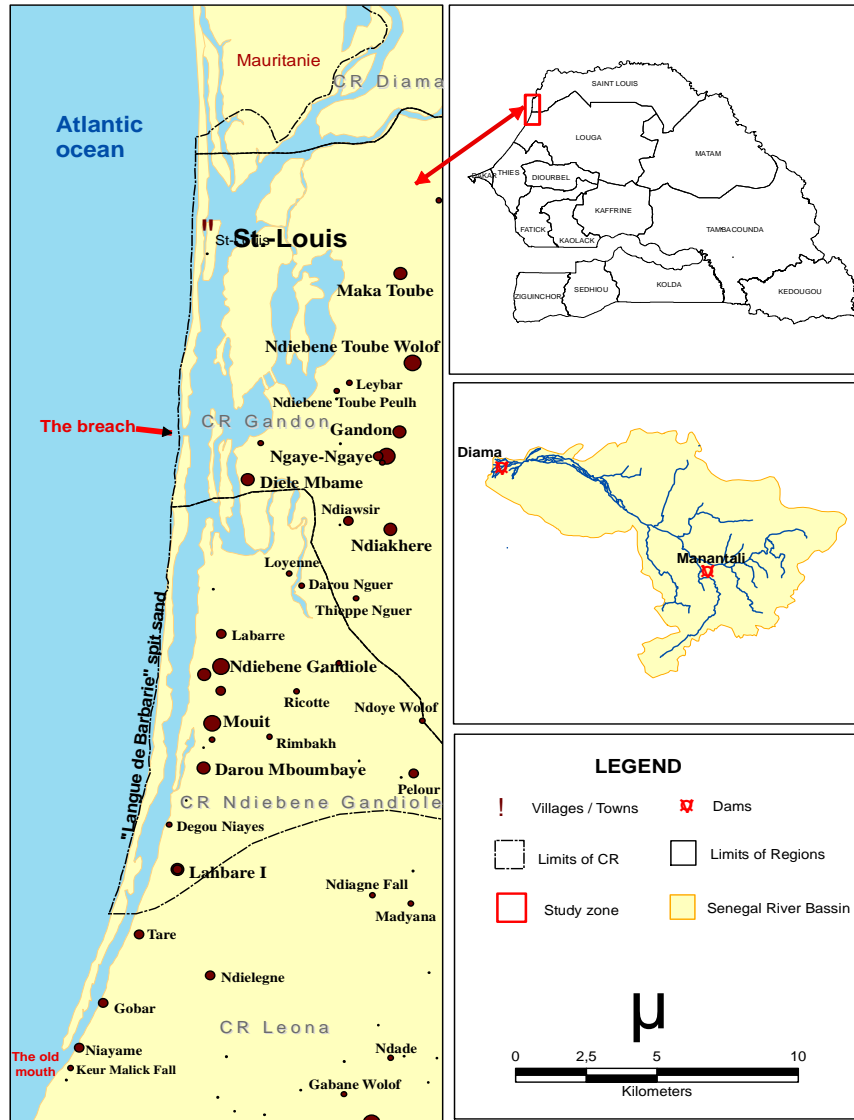 Mauritanie
CR Diama
Atlantic
ocean
St-Louis
St.-Louis
Maka Toube
Ndiebene Toube Wolof
Leybar
Ndiebene Toube Peulh
The breach
CR Gandon
Gandon
Ngaye-Ngaye
Diele Mbame
Ndiawsir
Ndiakhere
Loyenne
Darou Nguer
Thieppe Nguer
"Langue de Barbarie" spit sand
Labarre
Ndiebene Gandiole
Ricotte
Ndoye Wolof
Mouit
Rimbakh
Darou Mboumbaye
Pelour
CR Ndiebene Gandiole
Degou Niayes
Lahbare I
Ndiagne Fall
Madyana
Tare
Ndielegne
Gobar
CR Leona
Niayame
The old
mouth
Keur Malick Fall
Ndade
Gabane Wolof
SAINT LOUIS
LOUGA
MATAM
DAKAR
THIES
DIOURBEL
KAFFRINE
FATICK
KAOLACK
TAMBACOUNDA
ZIGUINCHOR
SEDHIOU
KOLDA
KEDOUGOU
Diama
Manantali
LEGEND
! Villages / Towns
Dams
Limits of CR
Limits of Regions
Study zone
Senegal River Bassin
µ
0 2,5 5 10
Kilometers